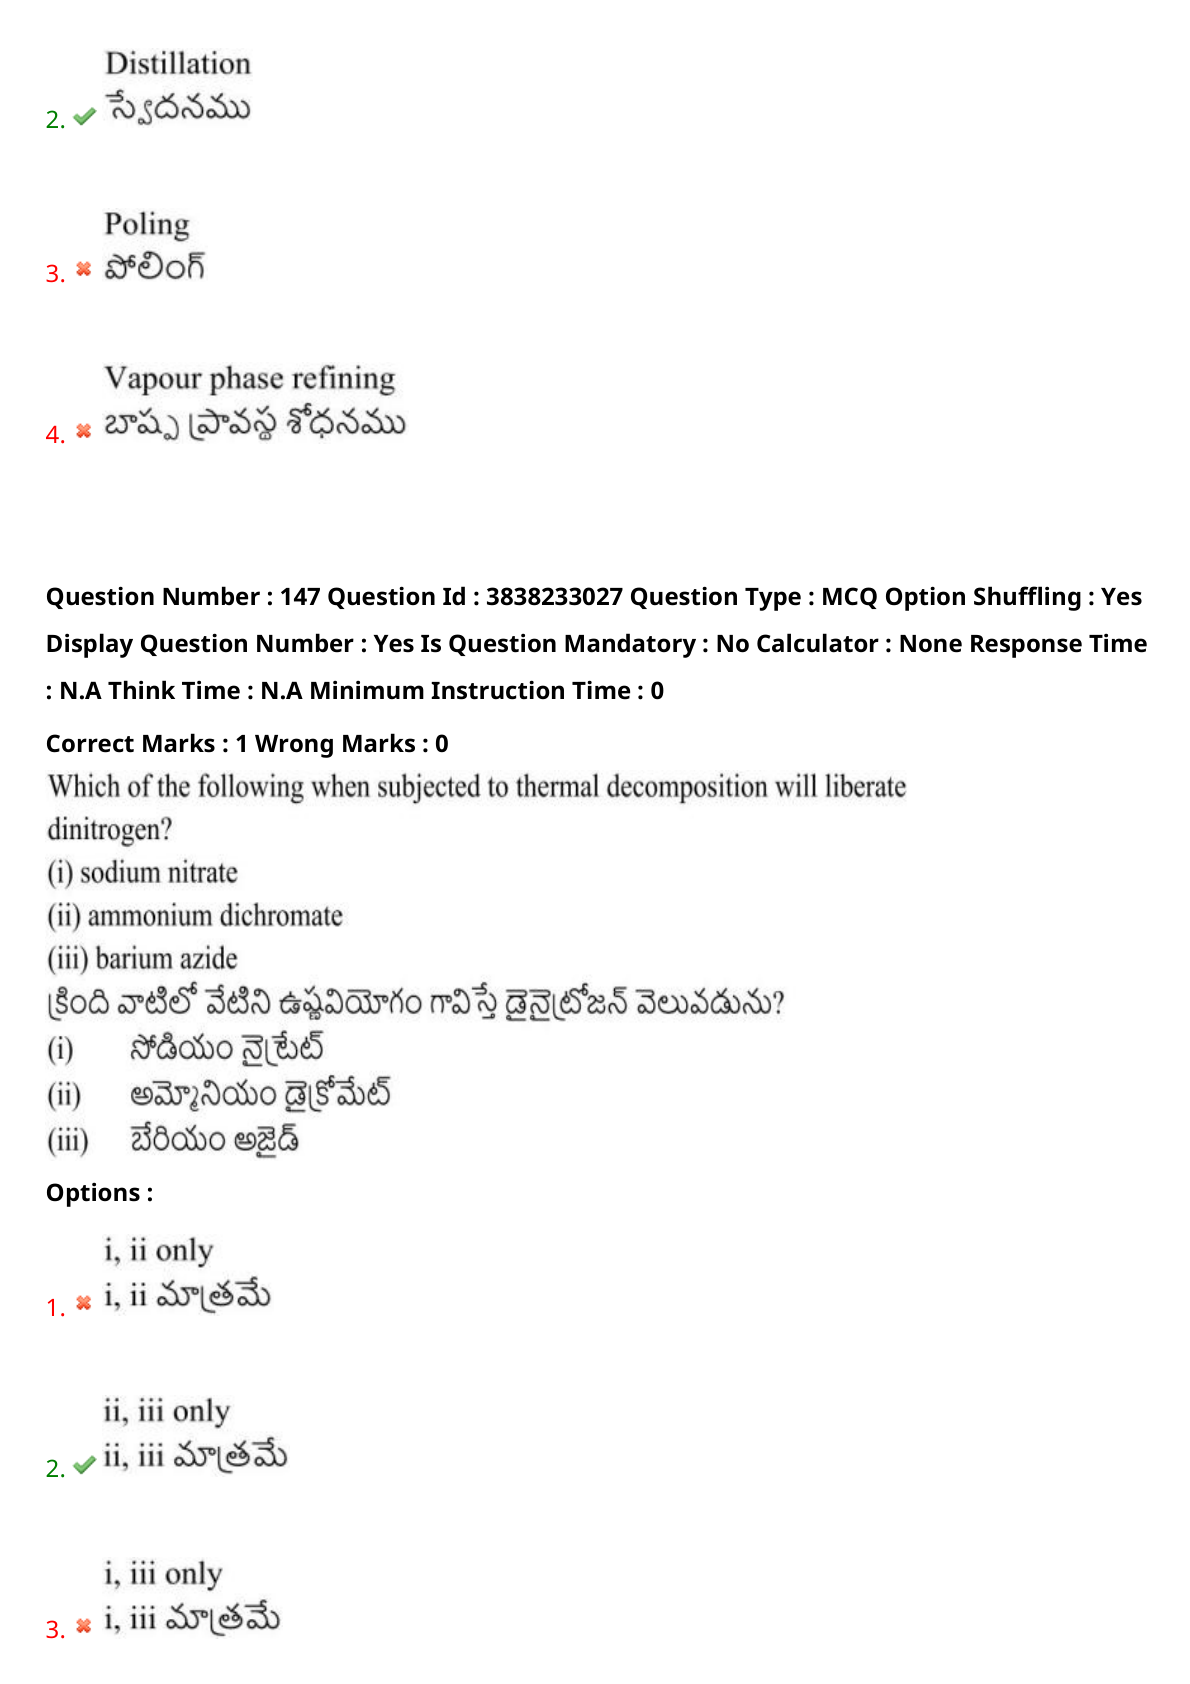 Distillation
2. స్వేదనము
Poling
3. పోలింగ్
Vapour phase refining
4. బాష్ప ప్రావస్థ శోధనము
Question Number : 147 Question Id : 3838233027 Question Type : MCQ Option Shuffling : Yes
Display Question Number : Yes Is Question Mandatory : No Calculator : None Response Time
: N.A Think Time : N.A Minimum Instruction Time : 0
Correct Marks : 1 Wrong Marks : 0
Which of the following when subjected to thermal decomposition will liberate
dinitrogen?
(i) sodium nitrate
(ii) ammonium dichromate
(iii) barium azide
క్రింది వాటిలో వేటిని ఉష్ణవియోగం గావిస్తే డైనైట్రోజన్ వెలువడును?
(i) సోడియం నైట్రేట్
(ii) అమ్మోనియం డైక్రోమేట్
(iii) బేరియం అజైడ్
Options :
i, ii only
1. i, ii మాత్రమే
ii, iii only
2. ii, iii మాత్రమే
i, iii only
3. i, iii మాత్రమే